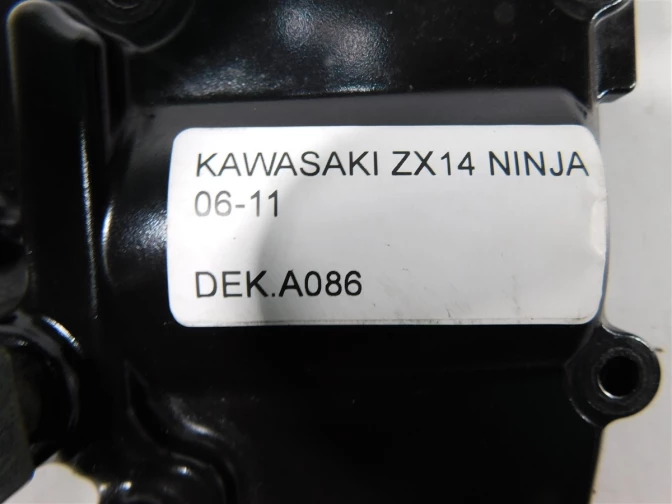 KAWASAKI ZX14 NINJA
06-11
DEK.A086